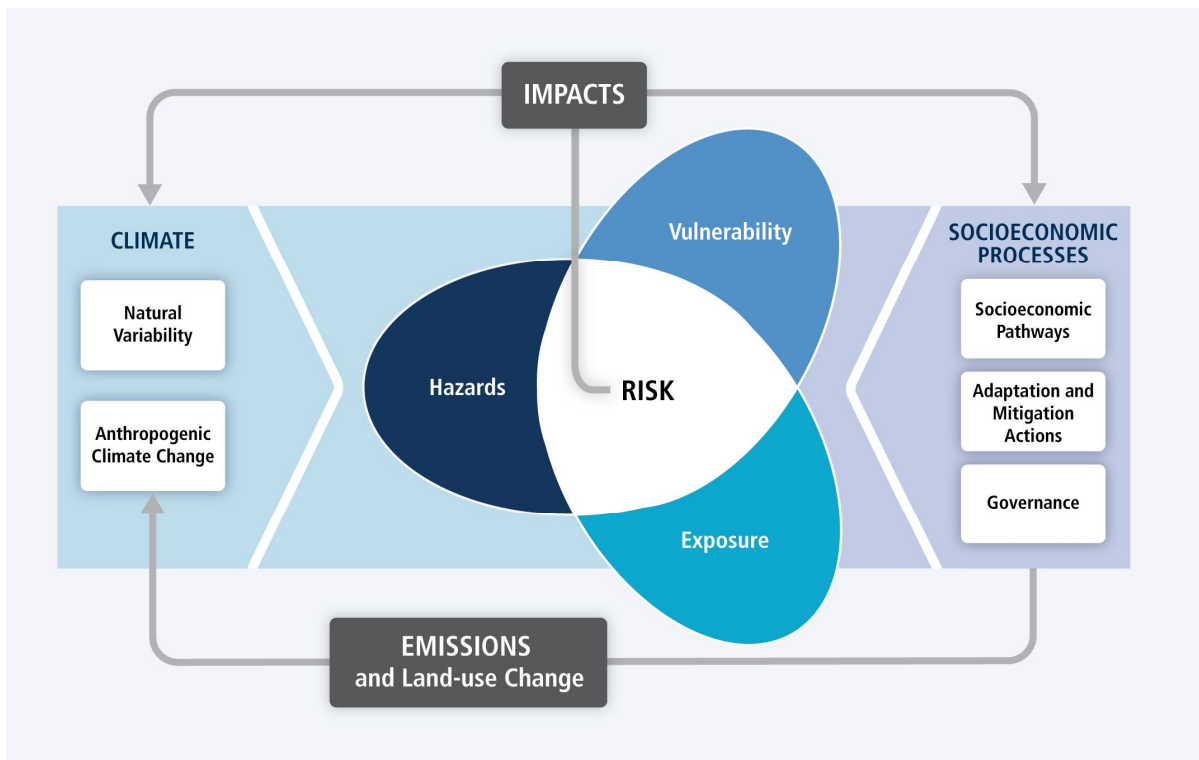 IMPACTS
CLIMATE
Natural
Variability
Anthropogenic
Climate Change
Vulnerability
Hazards
RISK
Exposure
SOCIOECONOMIC
PROCESSES
Socioeconomic
Pathways
Adaptation and
Mitigation
Actions
Governance
EMISSIONS
and Land-use Change